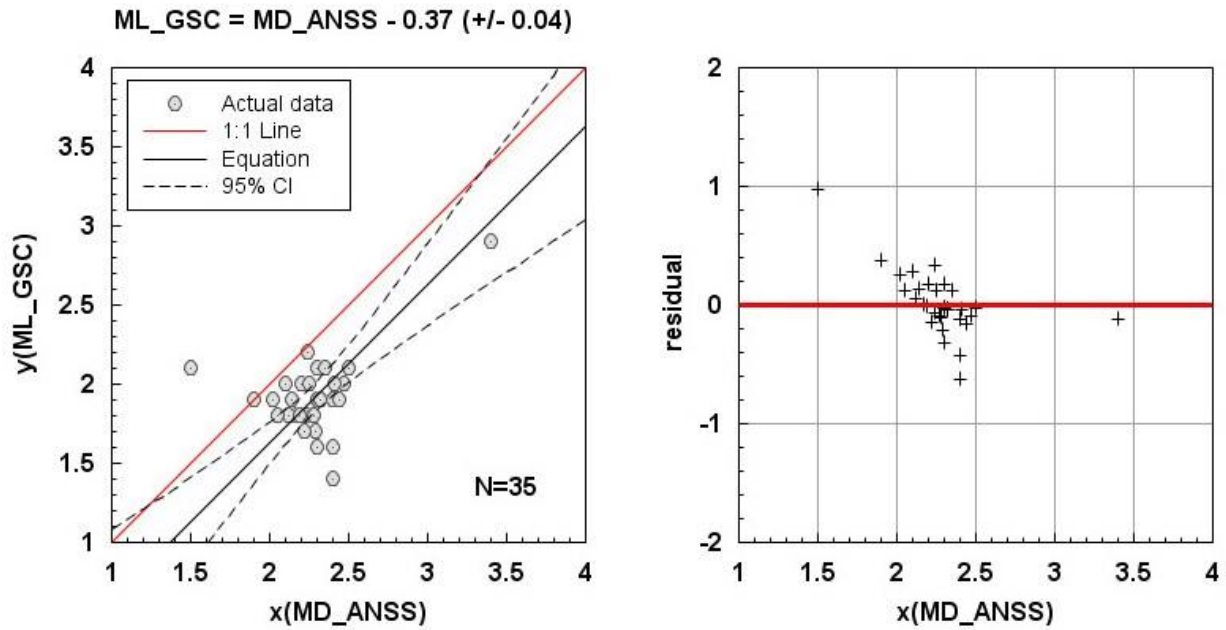 ML_GSC = MD_ANSS - 0.37 (+/- 0.04)
4
3.5
3
2.5
2
1.5
1
y(ML_GSC)
Actual data
1:1 Line
Equation
95% CI
N=35
1 1.5 2 2.5 3 3.5 4
x(MD_ANSS)
2
1
0
-1
-2
residual
1 1.5 2 2.5 3 3.5 4
x(MD_ANSS)